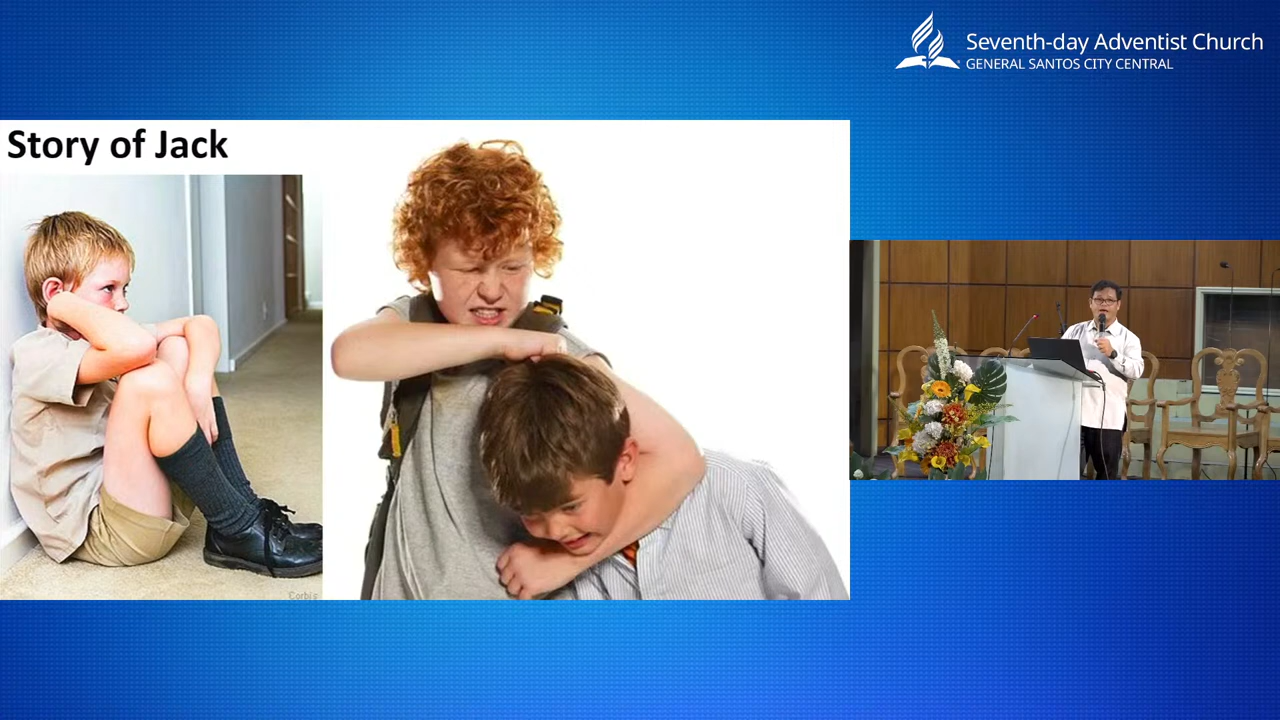 Seventh-day Adventist Church
GENERAL SANTOS CITY CENTRAL
Story of Jack
Corbis